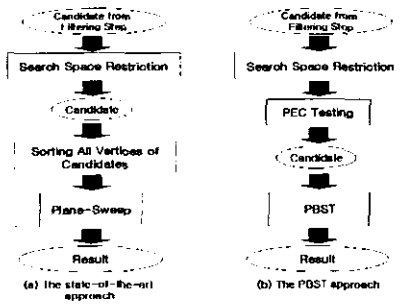 Candidate from
Filtering Step
Search Space Restriction
Candidate
Sorting All Vertices of
Candidates
Plane-Sweep
Result
(a) The state-of-the-art
approach
Candidate from
Filtering Step
Search Space Restriction
PEC Testing
Candidate
PBST
Result
(b) The PBST approach